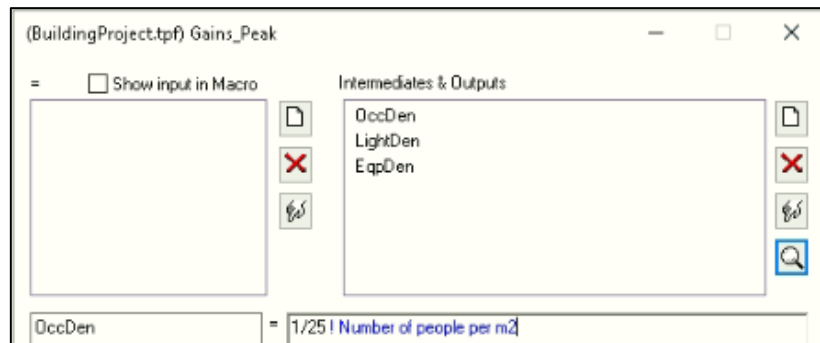 (BuildingProject.tpf) Gains_Peak
= Show input in Macro Intermediates & Outputs
OccDen
LightDen
EqpDen
OccDen = 1/25 ! Number of people per m2